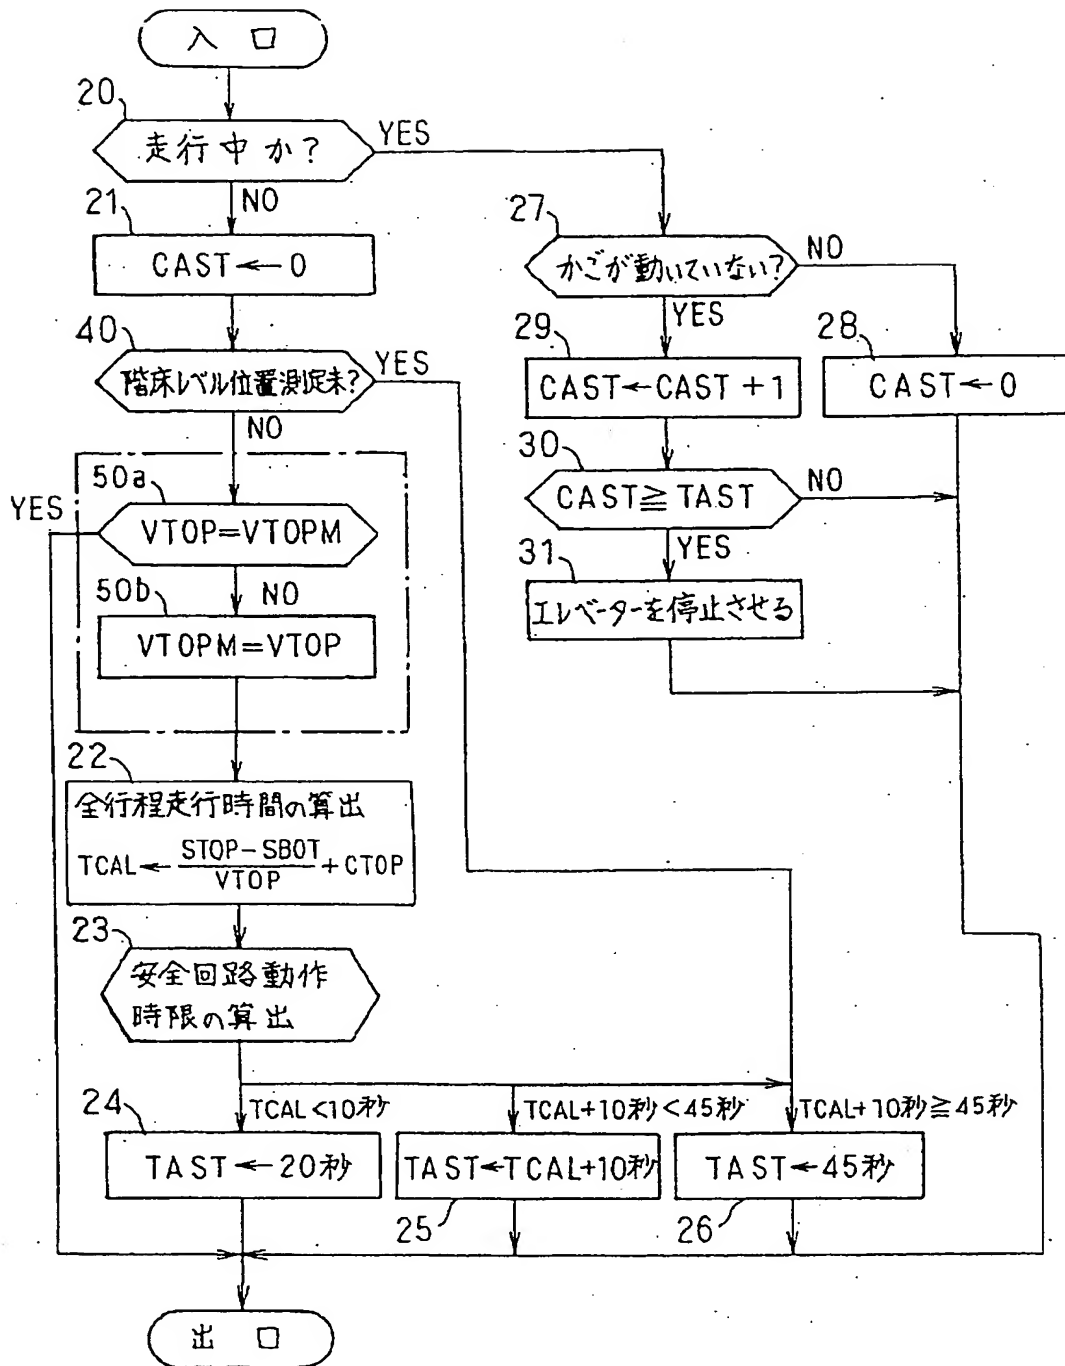 入口
20
走行中か?
YES
NO
21
CAST←0
40
階床レベル位置測定未?
YES
NO
50a
YES
VTOP=VTOPM
NO
50b
VTOPM=VTOP
22
全行程走行時間の算出
TCAL← STOP-SBOT / VTOP +CTOP
23
安全回路動作
時限の算出
24
TCAL<10秒
TAST←20秒
TCAL+10秒<45秒
TAST←TCAL+10秒
25
TCAL+10秒≧45秒
TAST←45秒
26
27
かごが動いていない?
NO
YES
29
CAST←CAST+1
28
CAST←0
30
CAST≧TAST
NO
YES
31
エレベーターを停止させる
出口